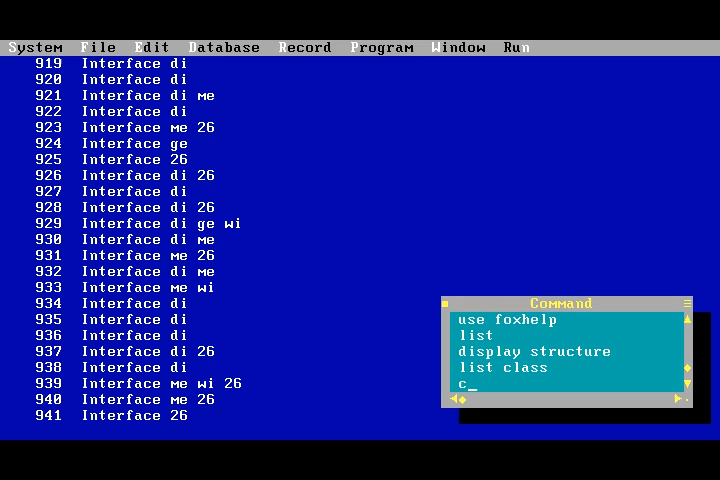 System  File  Edit  Database  Record  Program  Window  Run
919  Interface di
920  Interface di
921  Interface di me
922  Interface di
923  Interface me 26
924  Interface ge
925  Interface 26
926  Interface di 26
927  Interface di
928  Interface di 26
929  Interface di ge wi
930  Interface di me
931  Interface me 26
932  Interface di me
933  Interface me wi
934  Interface di
935  Interface di
936  Interface di
937  Interface di 26
938  Interface di
939  Interface me wi 26
940  Interface me 26
941  Interface 26
Command
use foxhelp
list
display structure
list class
c_